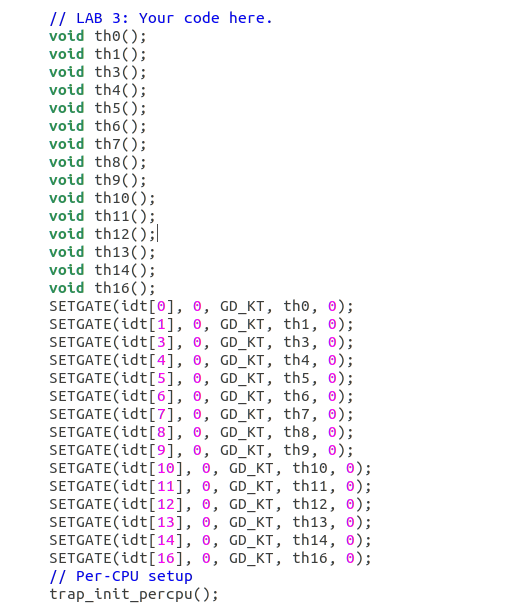 // LAB 3: Your code here.
void th0();
void th1();
void th3();
void th4();
void th5();
void th6();
void th7();
void th8();
void th9();
void th10();
void th11();
void th12();
void th13();
void th14();
void th16();
SETGATE(idt[0], 0, GD_KT, th0, 0);
SETGATE(idt[1], 0, GD_KT, th1, 0);
SETGATE(idt[3], 0, GD_KT, th3, 0);
SETGATE(idt[4], 0, GD_KT, th4, 0);
SETGATE(idt[5], 0, GD_KT, th5, 0);
SETGATE(idt[6], 0, GD_KT, th6, 0);
SETGATE(idt[7], 0, GD_KT, th7, 0);
SETGATE(idt[8], 0, GD_KT, th8, 0);
SETGATE(idt[9], 0, GD_KT, th9, 0);
SETGATE(idt[10], 0, GD_KT, th10, 0);
SETGATE(idt[11], 0, GD_KT, th11, 0);
SETGATE(idt[12], 0, GD_KT, th12, 0);
SETGATE(idt[13], 0, GD_KT, th13, 0);
SETGATE(idt[14], 0, GD_KT, th14, 0);
SETGATE(idt[16], 0, GD_KT, th16, 0);
// Per-CPU setup
trap_init_percpu();